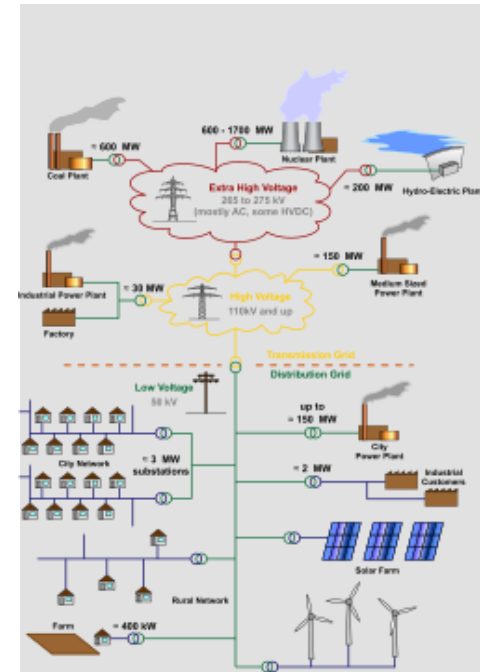 ≈ 600 MW
Coal Plant
600 - 1700 MW
Nuclear Plant
Extra High Voltage
265 to 275 kV
(mostly AC, some HVDC)
≈ 200 MW
Hydro-Electric Plant
≈ 30 MW
Industrial Power Plant
Factory
High Voltage
110kV and up
≈ 150 MW
Medium Sized
Power Plant
Transmission Grid
Distribution Grid
Low Voltage
50 kV
City Network
≈ 3 MW
substations
up to
≈ 150 MW
City
Power Plant
≈ 2 MW
Industrial
Customers
Solar Farm
Rural Network
Farm
≈ 400 kW